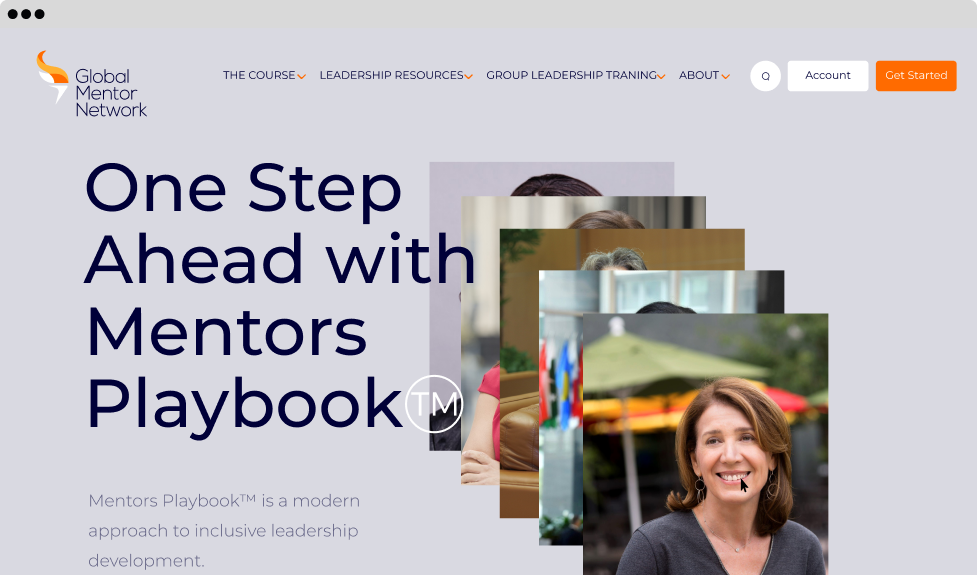 Global
Mentor
Network
THE COURSE
LEADERSHIP RESOURCES
GROUP LEADERSHIP TRANING
ABOUT
Account
Get Started
One Step
Ahead with
Mentors
Playbook TM
Mentors Playbook™ is a modern
approach to inclusive leadership
development.